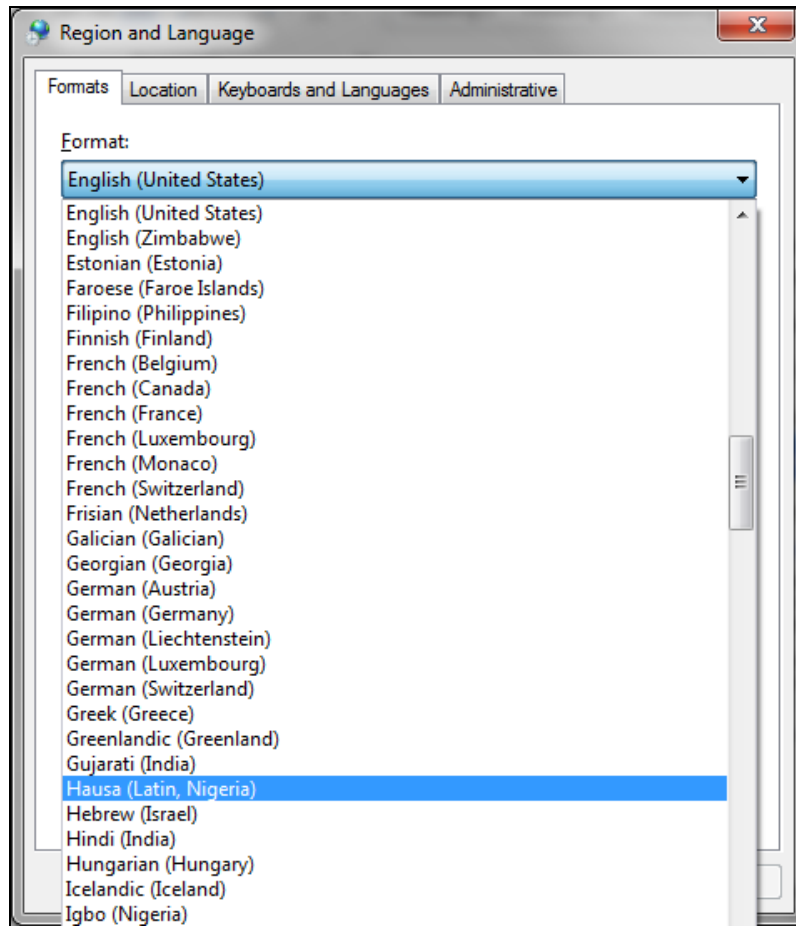 Region and Language
Formats Location Keyboards and Languages Administrative
Format:
English (United States)
English (United States)
English (Zimbabwe)
Estonian (Estonia)
Faroese (Faroe Islands)
Filipino (Philippines)
Finnish (Finland)
French (Belgium)
French (Canada)
French (France)
French (Luxembourg)
French (Monaco)
French (Switzerland)
Frisian (Netherlands)
Galician (Galician)
Georgian (Georgia)
German (Austria)
German (Germany)
German (Liechtenstein)
German (Luxembourg)
German (Switzerland)
Greek (Greece)
Greenlandic (Greenland)
Gujarati (India)
Hausa (Latin, Nigeria)
Hebrew (Israel)
Hindi (India)
Hungarian (Hungary)
Icelandic (Iceland)
Igbo (Nigeria)